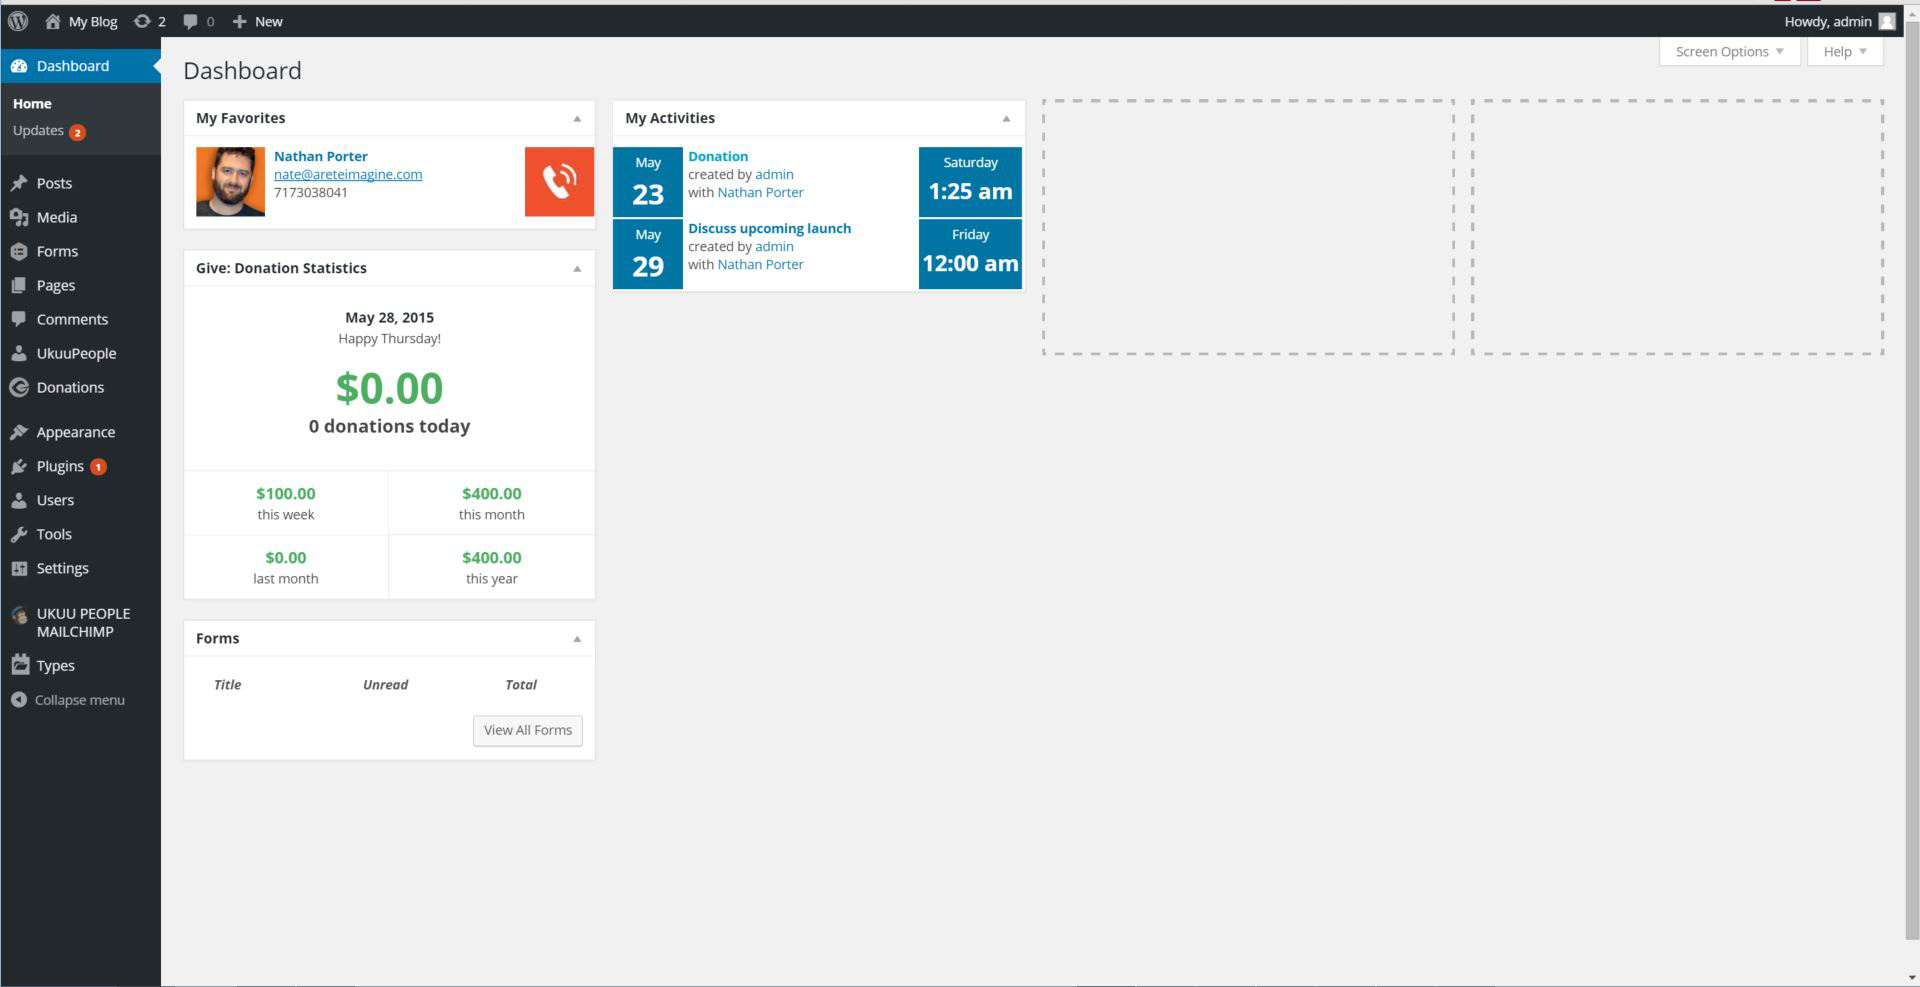 My Blog 2 0 New
Howdy, admin
Dashboard
Home
Updates 2
Posts
Media
Forms
Pages
Comments
UkuuPeople
Donations
Appearance
Plugins 1
Users
Tools
Settings
UKUU PEOPLE
MAILCHIMP
Types
Collapse menu
Screen Options
Help
Dashboard
My Favorites
Nathan Porter
nate@areteimagine.com
7173038041
Give: Donation Statistics
May 28, 2015
Happy Thursday!
$0.00
0 donations today
$100.00
this week
$400.00
this month
$0.00
last month
$400.00
this year
Forms
Title Unread Total
View All Forms
My Activities
May
23
Donation
created by admin
with Nathan Porter
Saturday
1:25 am
May
29
Discuss upcoming launch
created by admin
with Nathan Porter
Friday
12:00 am